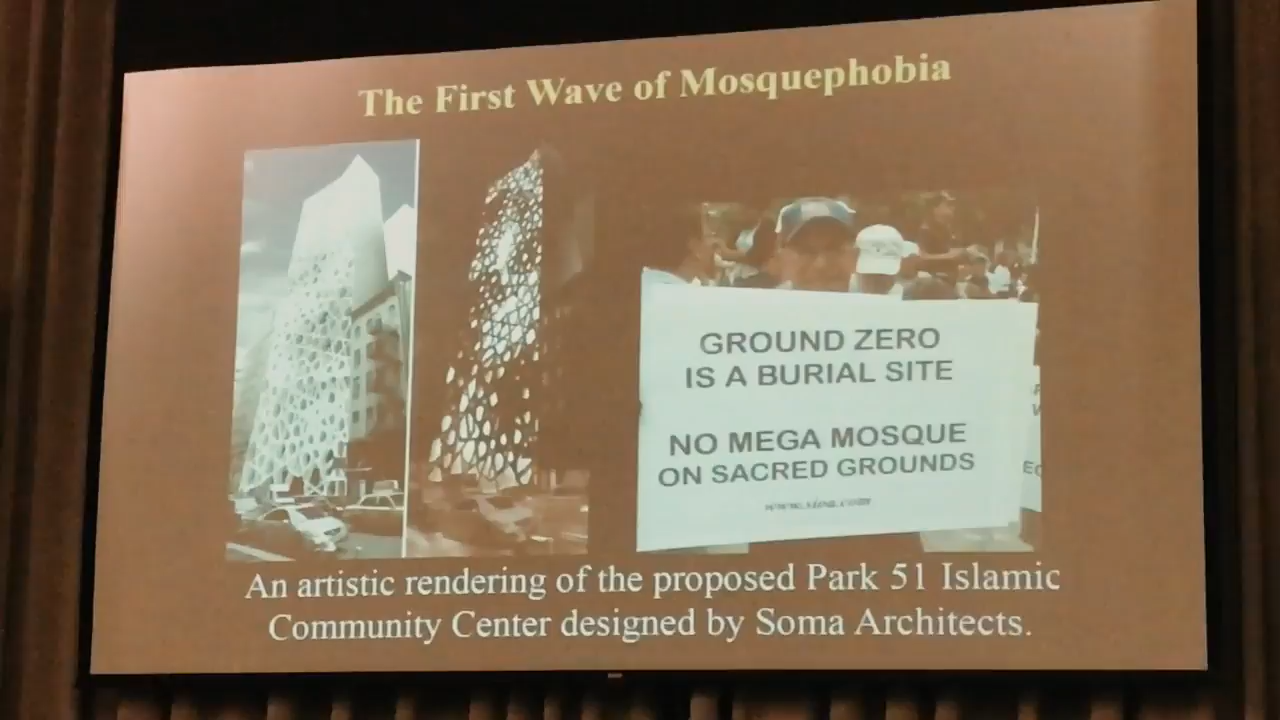 The First Wave of Mosquephobia
GROUND ZERO
IS A BURIAL SITE
NO MEGA MOSQUE
ON SACRED GROUNDS
An artistic rendering of the proposed Park 51 Islamic
Community Center designed by Soma Architects.